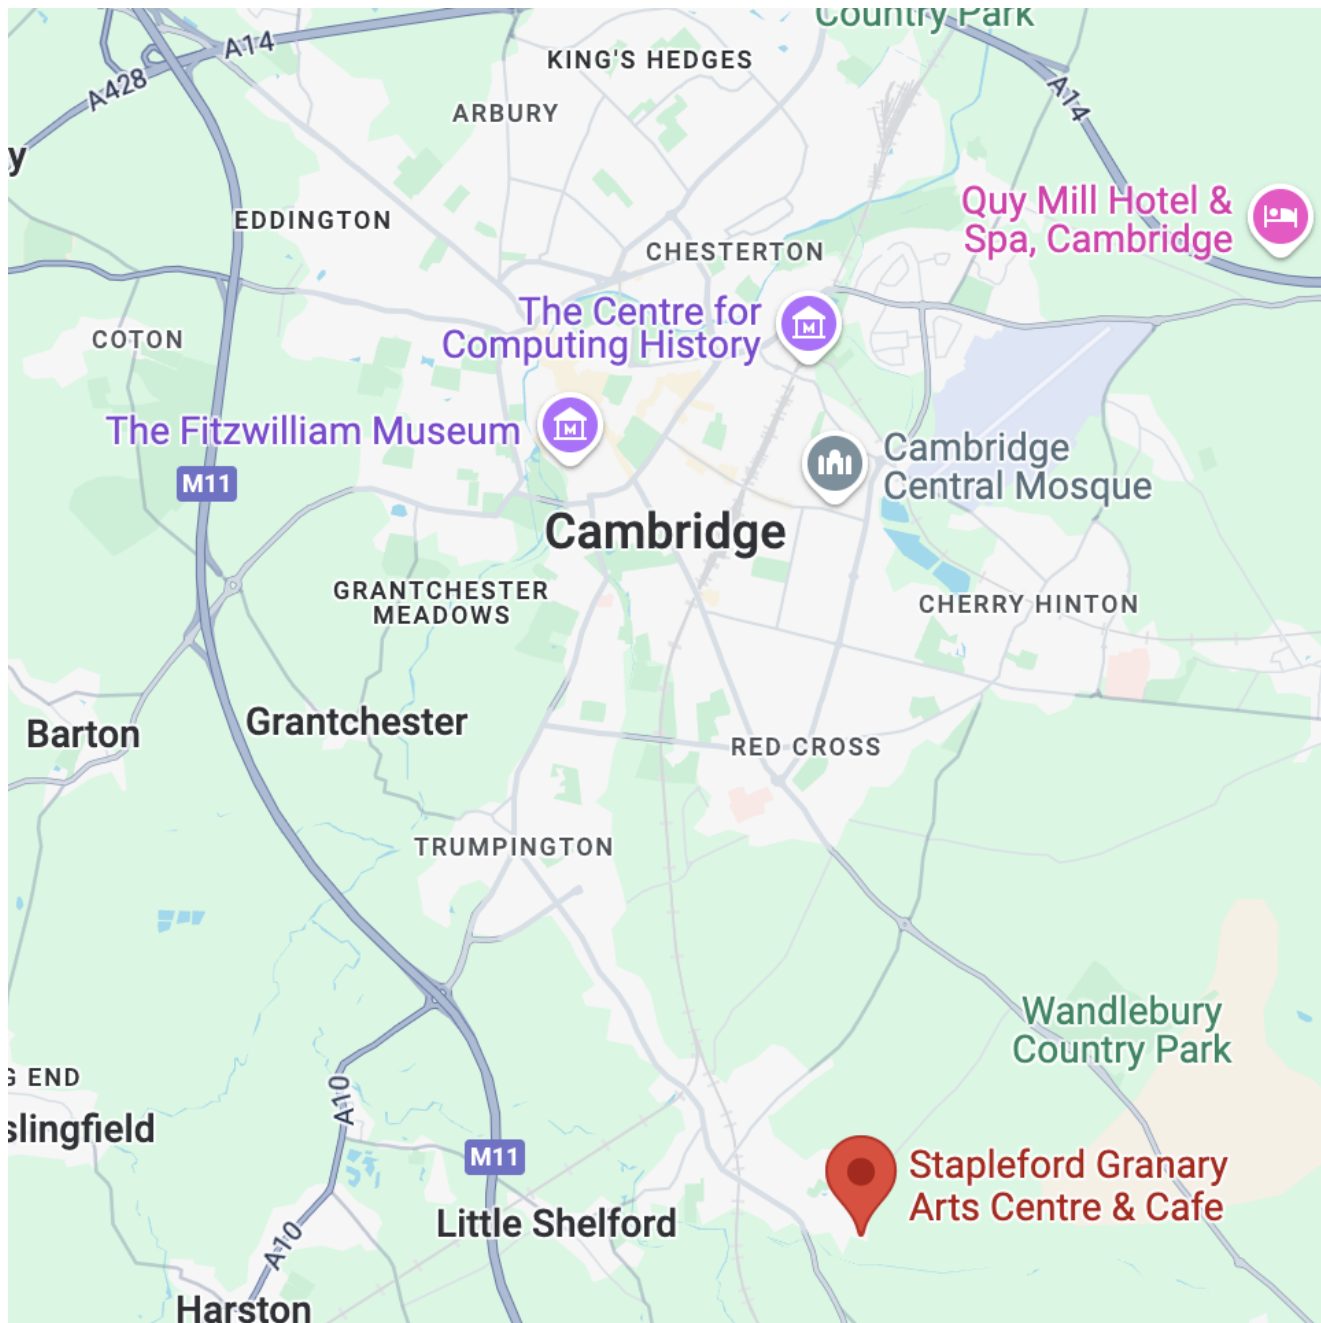 Country Park
A14
KING'S HEDGES
A428
A14
ARBURY
y
Quy Mill Hotel &
Spa, Cambridge
EDDINGTON
CHESTERTON
The Centre for
Computing History
COTON
The Fitzwilliam Museum
Cambridge
Central Mosque
M11
Cambridge
GRANTCHESTER
MEADOWS
CHERRY HINTON
Grantchester
Barton
RED CROSS
TRUMPINGTON
Wandlebury
Country Park
G END
A10
slingfield
M11
Stapleford Granary
Arts Centre & Cafe
Little Shelford
A10
Harston